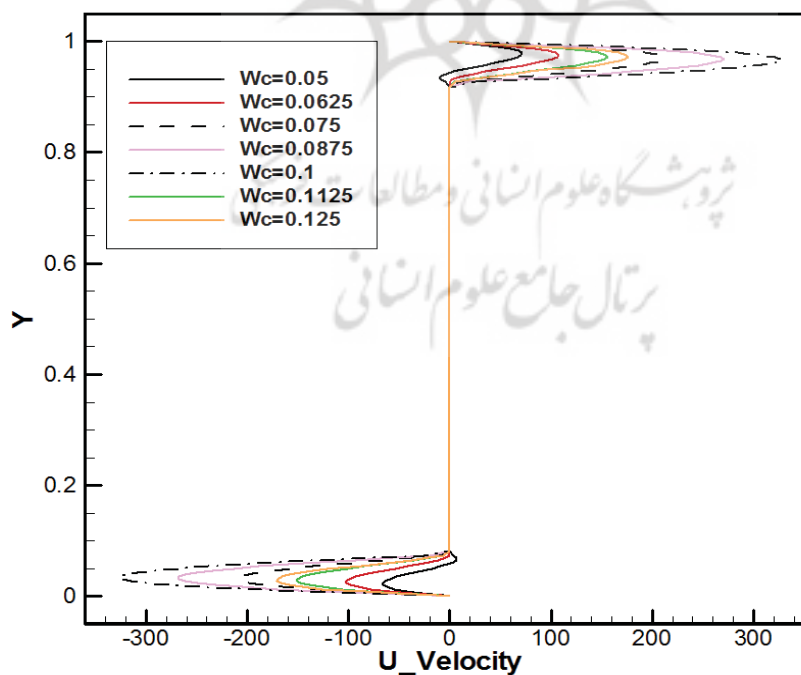 1
0.8
0.6
0.4
0.2
0
Y
Wc=0.05
Wc=0.0625
Wc=0.075
Wc=0.0875
Wc=0.1
Wc=0.1125
Wc=0.125
پژوهشگاه علوم انسانی و مطالعات فرهنگی
پرتال جامع علوم انسانی
-300 -200 -100 0 100 200 300
U_Velocity